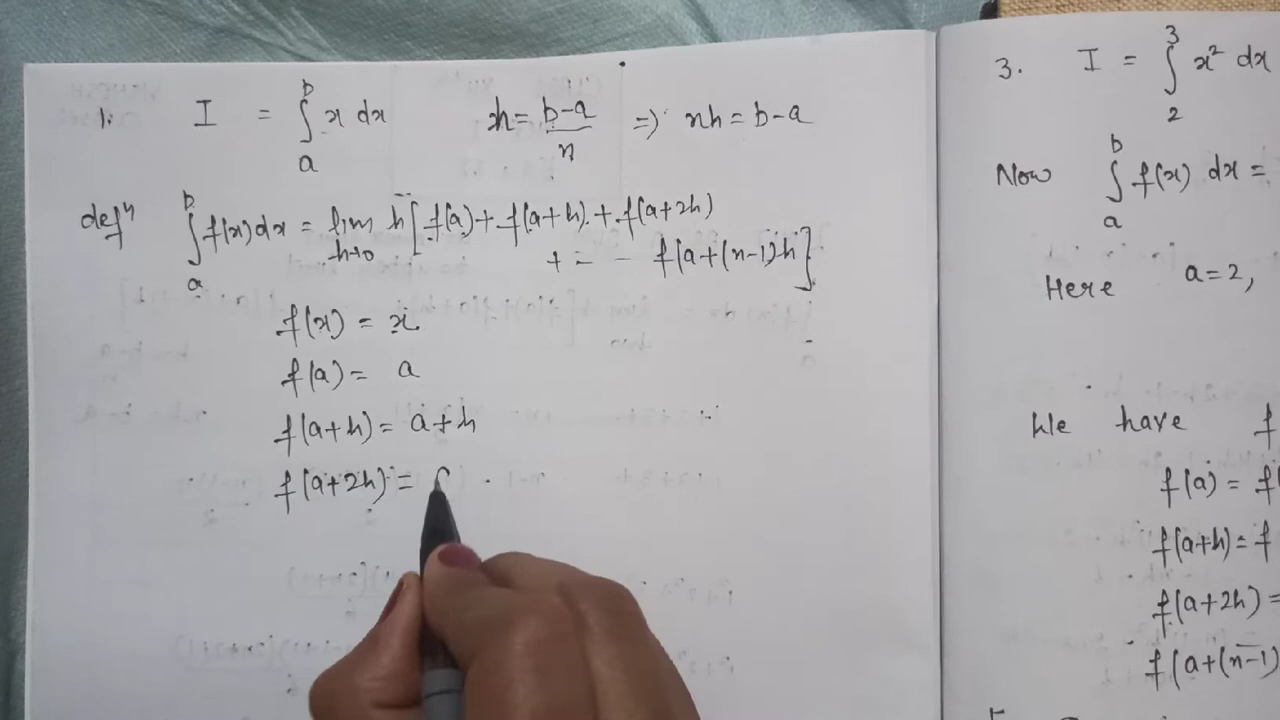 1. I = ∫ₐᵇ x dx h = (b-a)/n ⇒ nh = b-a
defⁿ ∫ₐᵇ f(x) dx = lim h→0 h [f(a) + f(a+h) + f(a+2h)
+ - - f(a+(n-1)h]
f(x) = x
f(a) = a
f(a+h) = a+h
f(a+2h) =
3. I = ∫₂³ x² dx
Now ∫ₐᵇ f(x) dx =
Here a=2,
We have f
f(a) = f
f(a+h) = f
f(a+2h) =
f(a+(n-1)